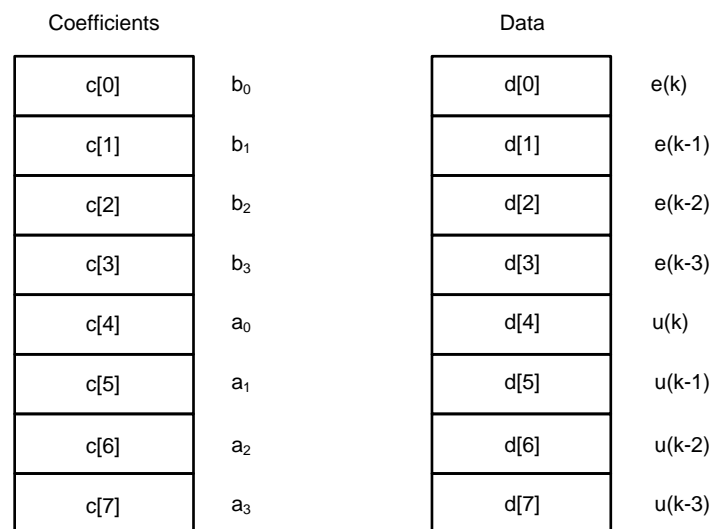 Coefficients Data
c[0] b₀ d[0] e(k)
c[1] b₁ d[1] e(k-1)
c[2] b₂ d[2] e(k-2)
c[3] b₃ d[3] e(k-3)
c[4] a₀ d[4] u(k)
c[5] a₁ d[5] u(k-1)
c[6] a₂ d[6] u(k-2)
c[7] a₃ d[7] u(k-3)